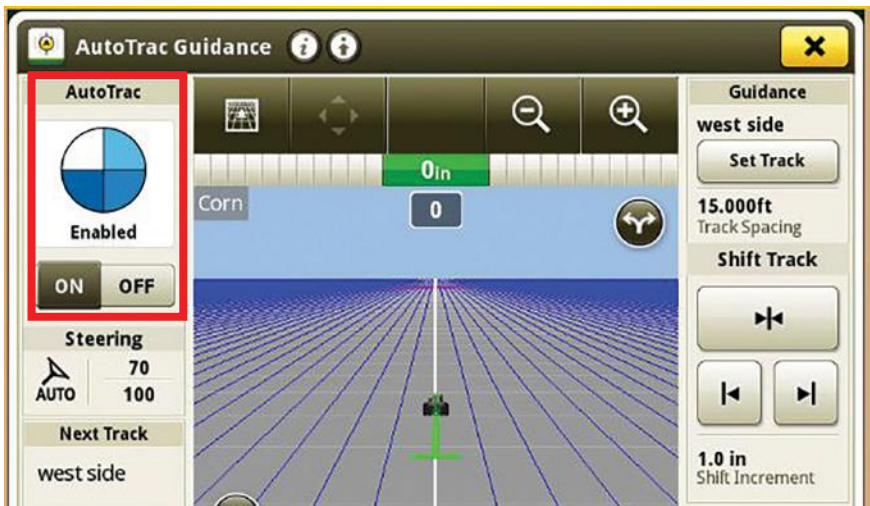 AutoTrac Guidance
AutoTrac
Enabled
ON OFF
Steering
AUTO
70
100
Next Track
west side
0in
Corn
0
Guidance
west side
Set Track
15.000ft
Track Spacing
Shift Track
1.0 in
Shift Increment